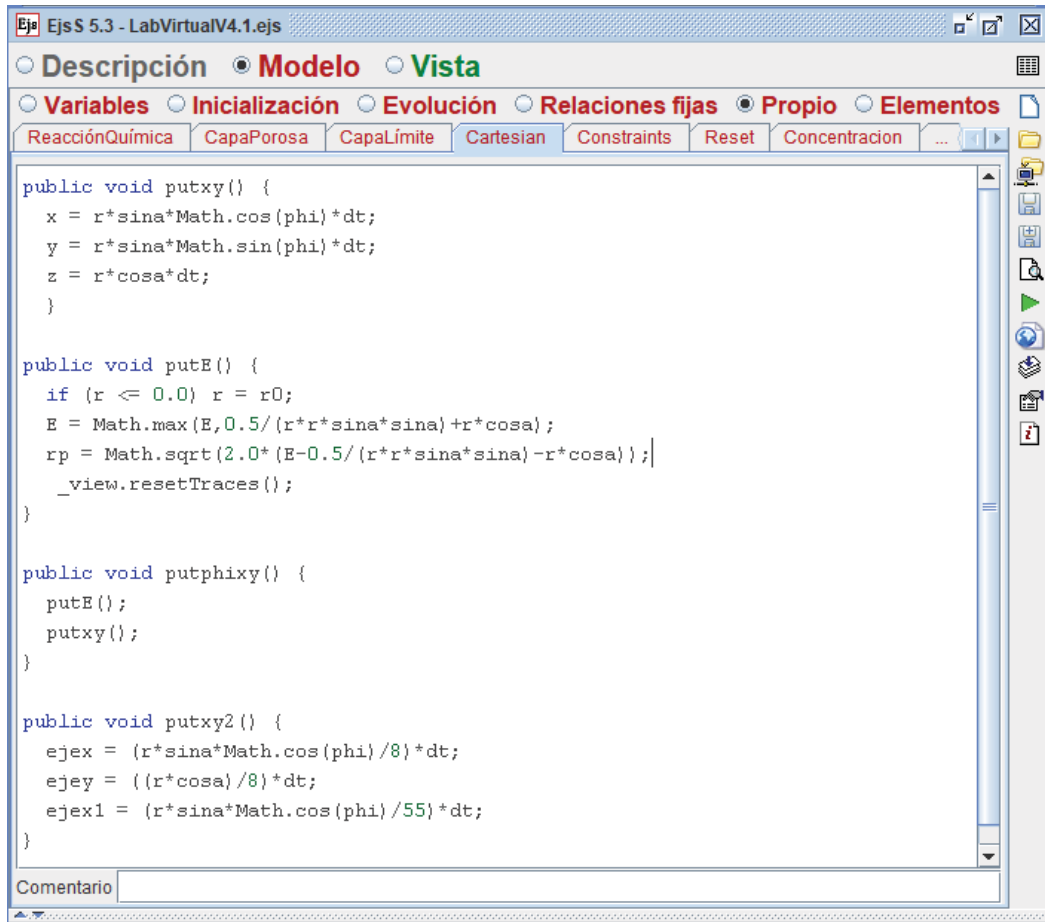 Ejs EjsS 5.3 - LabVirtualV4.1.ejs
Descripción Modelo Vista
Variables Inicialización Evolución Relaciones fijas Propio Elementos
ReacciónQuímica CapaPorosa CapaLímite Cartesian Constraints Reset Concentracion ...
public void putxy() {
x = r*sina*Math.cos(phi)*dt;
y = r*sina*Math.sin(phi)*dt;
z = r*cosa*dt;
}
public void putE() {
if (r <= 0.0) r = r0;
E = Math.max(E,0.5/(r*r*sina*sina)+r*cosa);
rp = Math.sqrt(2.0*(E-0.5/(r*r*sina*sina)-r*cosa));
_view.resetTraces();
}
public void putphixy() {
putE();
putxy();
}
public void putxy2() {
ejex = (r*sina*Math.cos(phi)/8)*dt;
ejey = ((r*cosa)/8)*dt;
ejex1 = (r*sina*Math.cos(phi)/55)*dt;
}
Comentario